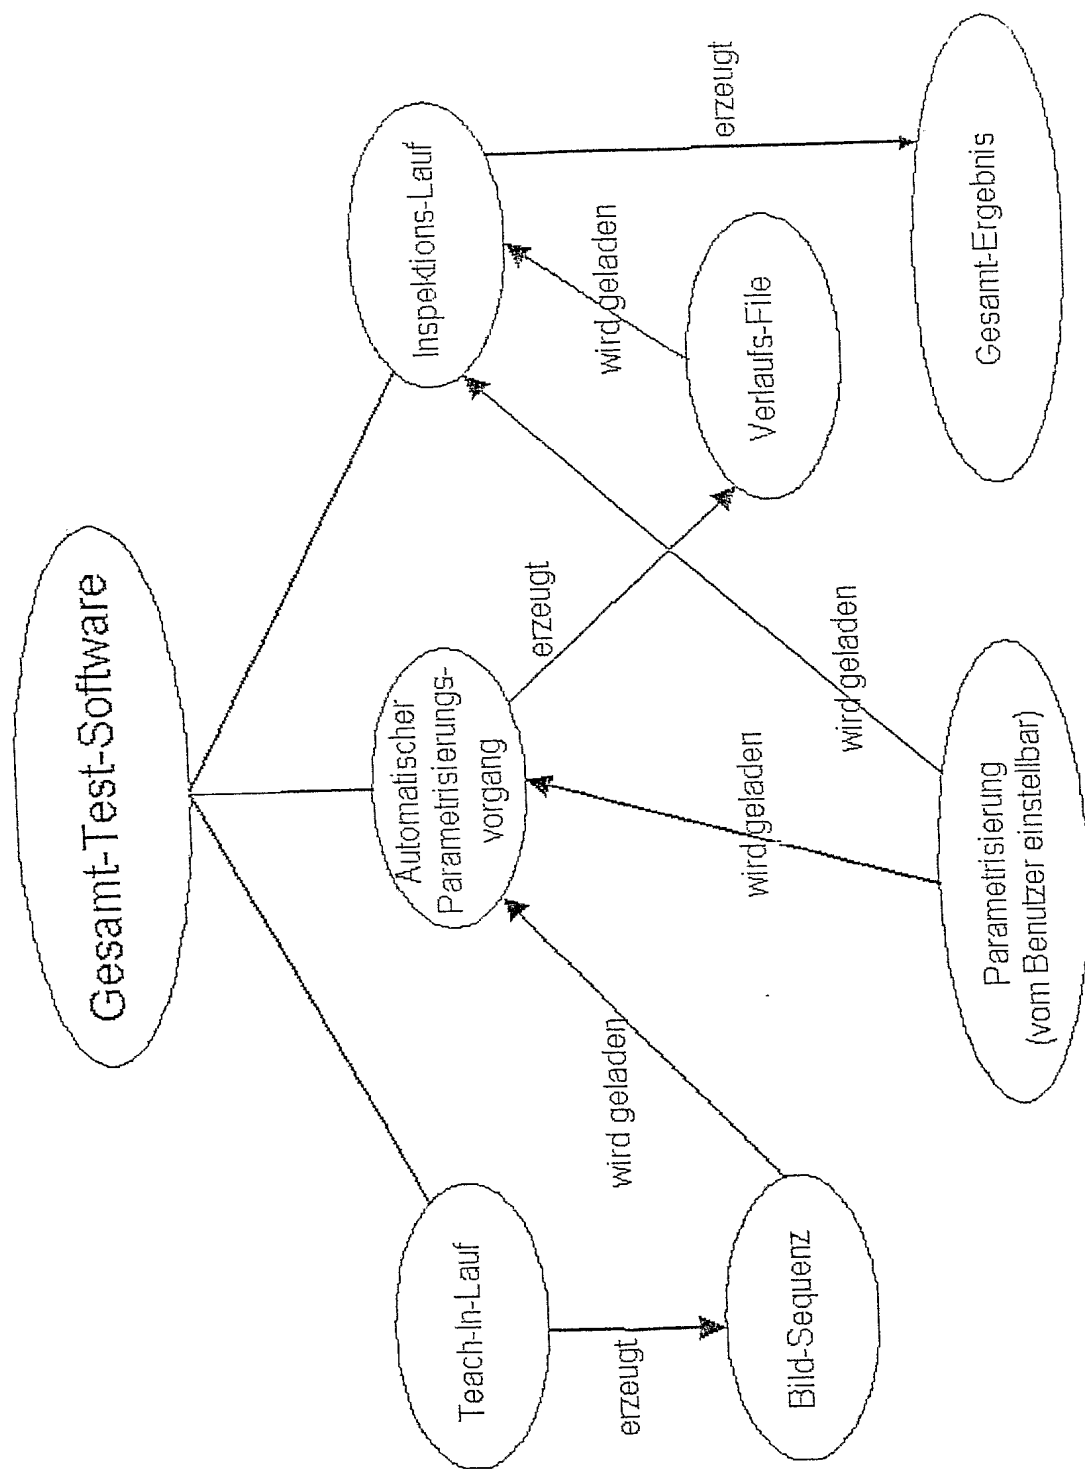 Gesamt-Test-Software
Teach-In-Lauf
Automatischer
Parametrisierungs-
vorgang
Inspektions-Lauf
erzeugt
wird geladen
erzeugt
wird geladen
erzeugt
Bild-Sequenz
wird geladen
wird geladen
Verlaufs-File
Parametrisierung
(vom Benutzer einstellbar)
Gesamt-Ergebnis